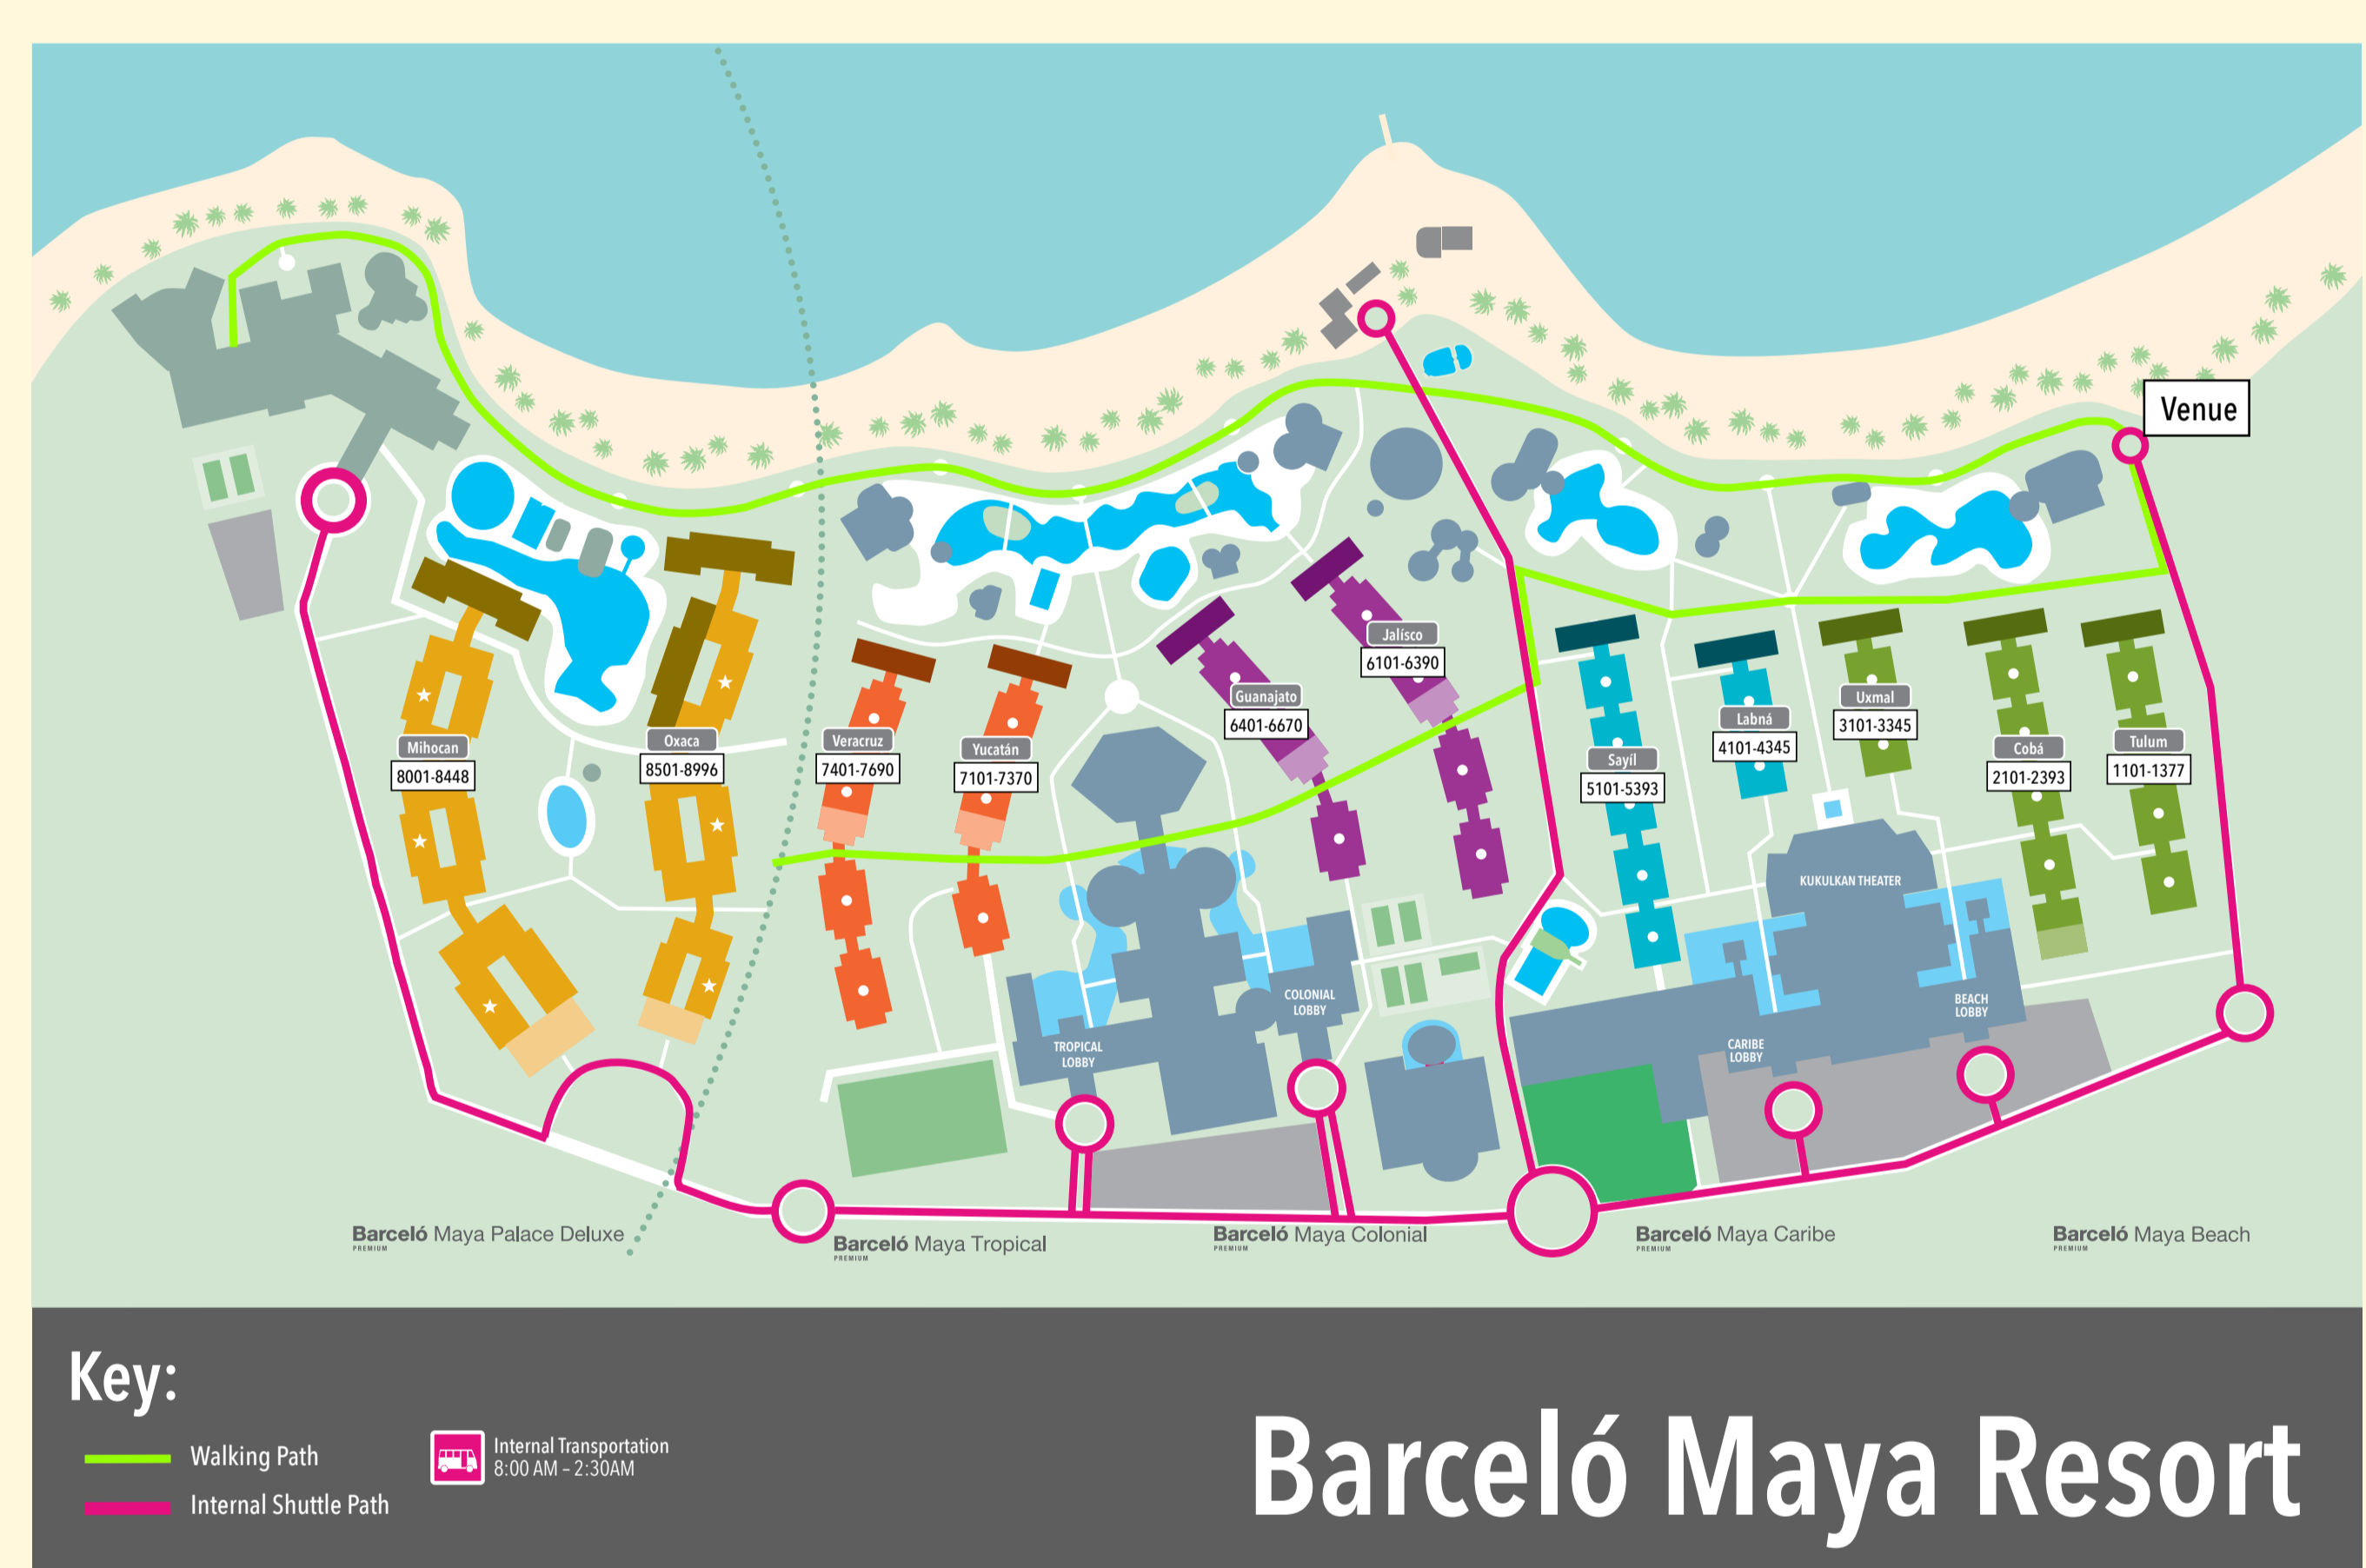 Venue
Jalísco
6101-6390
Guanajato
6401-6670
Uxmal
3101-3345
Labná
4101-4345
Mihocan
8001-8448
Oxaca
8501-8996
Veracruz
7401-7690
Yucatán
7101-7370
Sayíl
5101-5393
Cobá
2101-2393
Tulum
1101-1377
KUKULKAN THEATER
COLONIAL
LOBBY
BEACH
LOBBY
TROPICAL
LOBBY
CARIBE
LOBBY
Barceló Maya Palace Deluxe
PREMIUM
Barceló Maya Tropical
PREMIUM
Barceló Maya Colonial
PREMIUM
Barceló Maya Caribe
PREMIUM
Barceló Maya Beach
PREMIUM
Key:
Walking Path
Internal Shuttle Path
Internal Transportation
8:00 AM – 2:30AM
Barceló Maya Resort